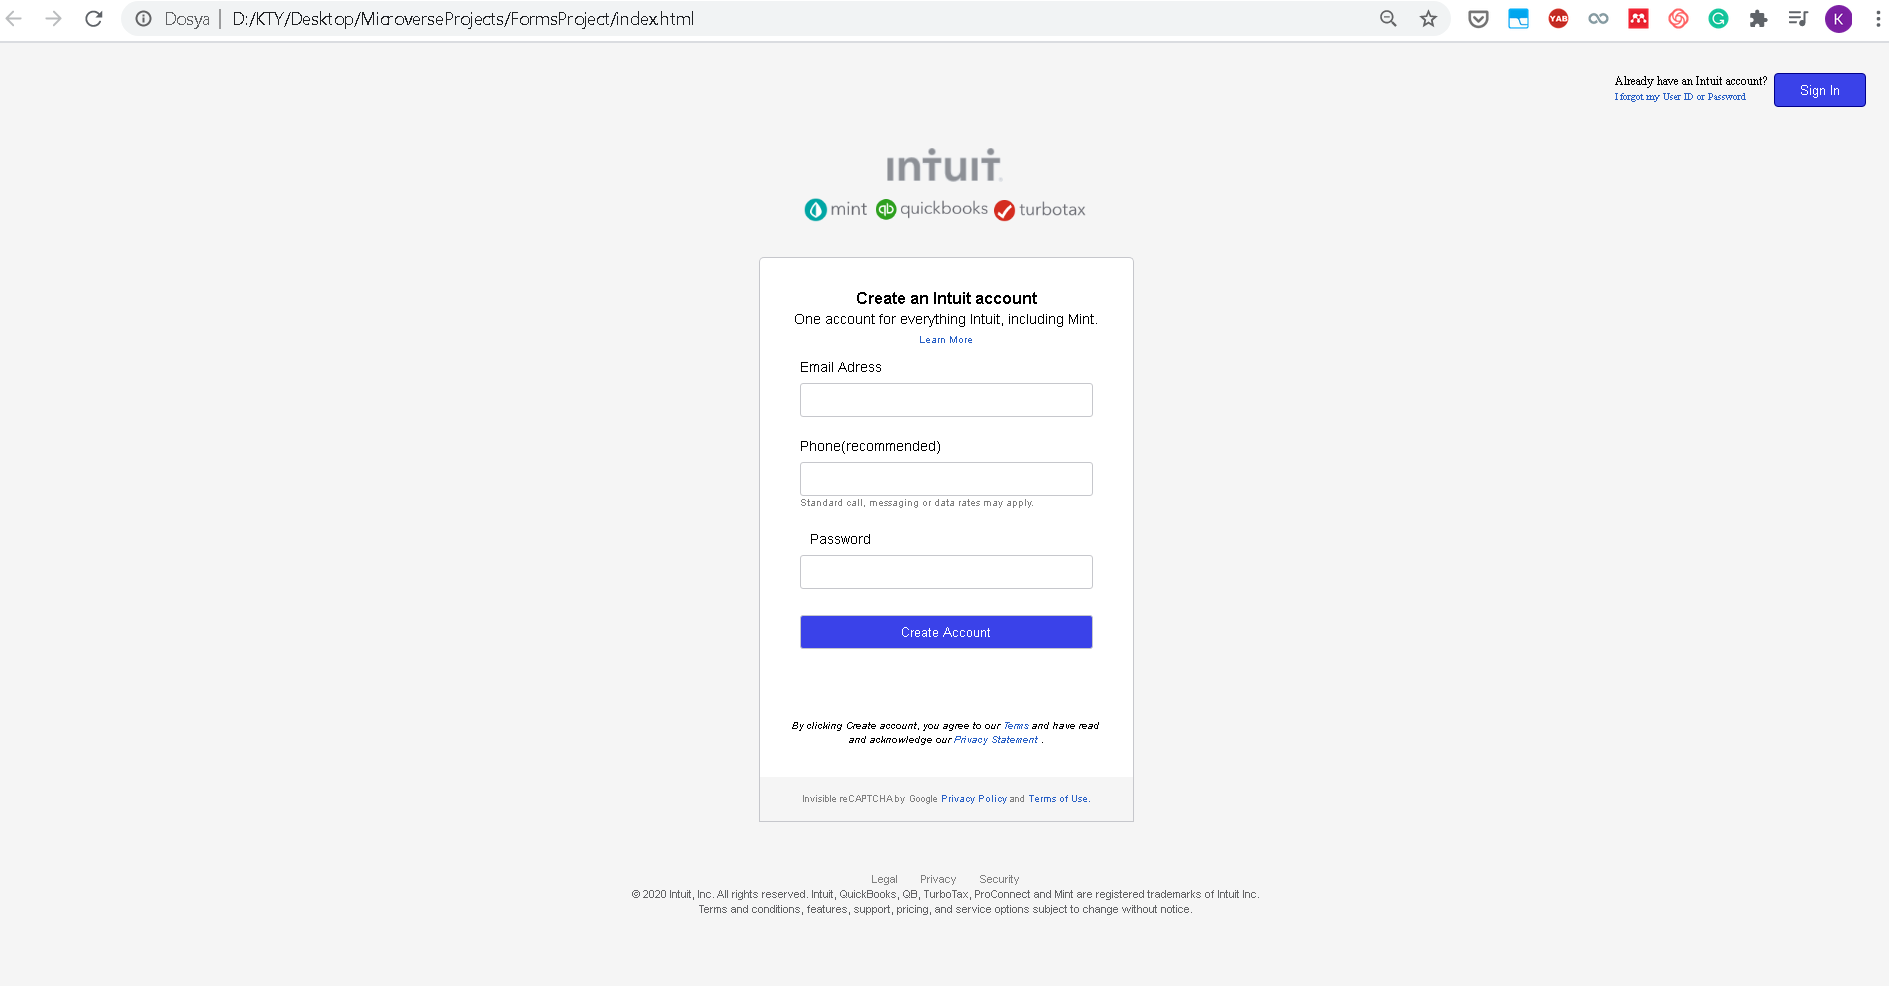 Dosya | D:/KTY/Desktop/MicroverseProjects/FormsProject/index.html
YAB
K
Already have an Intuit account?
I forgot my User ID or Password
Sign In
intuit
mint qb quickbooks turbotax
Create an Intuit account
One account for everything Intuit, including Mint.
Learn More
Email Adress
Phone(recommended)
Standard call, messaging or data rates may apply.
Password
Create Account
By clicking Create account, you agree to our Terms and have read
and acknowledge our Privacy Statement .
Invisible reCAPTCHA by Google Privacy Policy and Terms of Use.
Legal Privacy Security
© 2020 Intuit, Inc. All rights reserved. Intuit, QuickBooks, QB, TurboTax, ProConnect and Mint are registered trademarks of Intuit Inc.
Terms and conditions, features, support, pricing, and service options subject to change without notice.